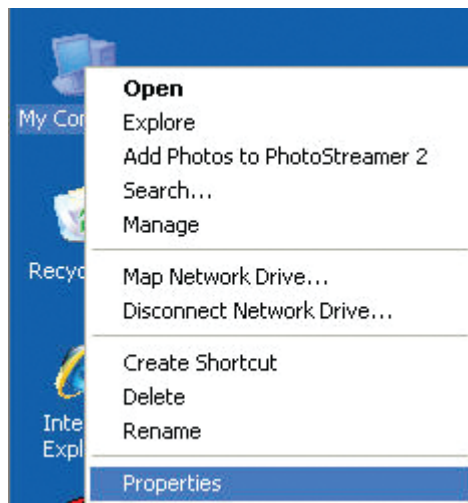 Open
My Co
Explore
Add Photos to PhotoStreamer 2
Search...
Manage
Recyc
Map Network Drive...
Disconnect Network Drive...
Create Shortcut
Delete
Inte
Rename
Expl
Properties